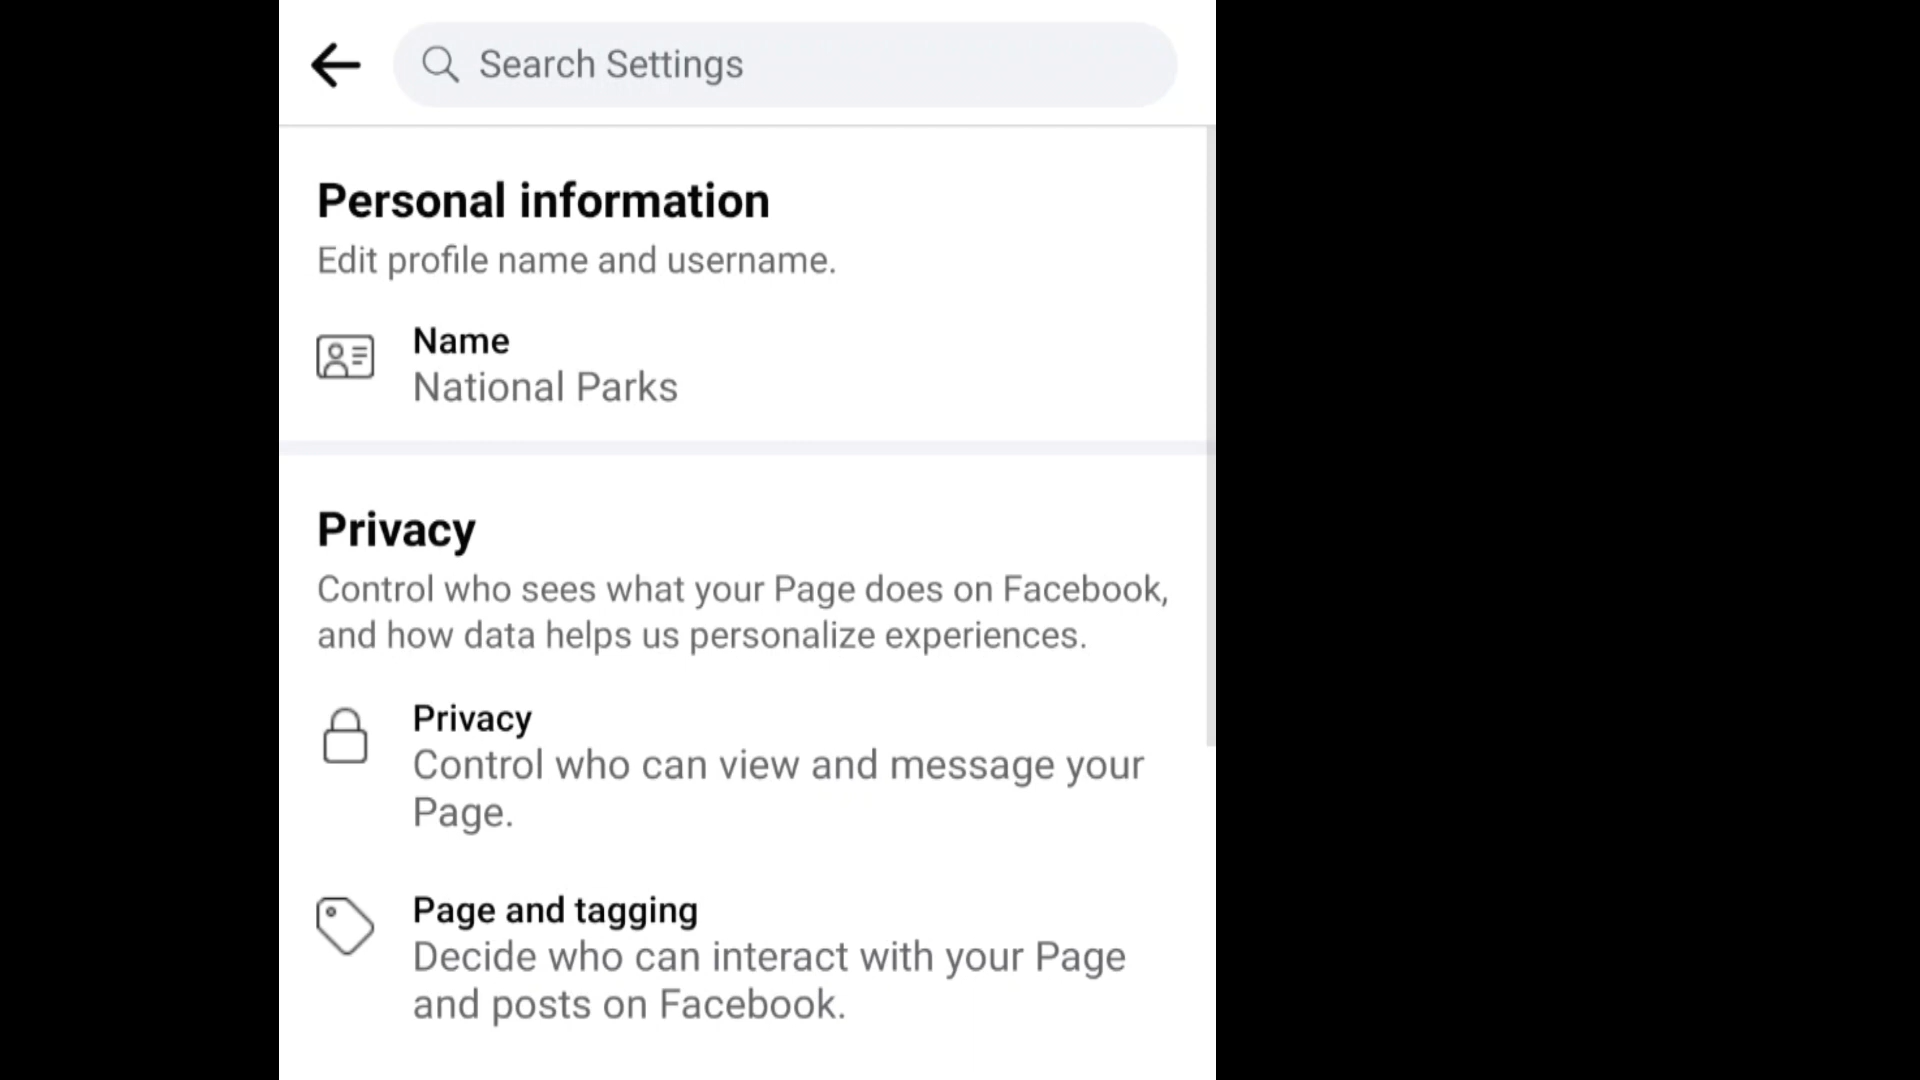 Search Settings
Personal information
Edit profile name and username.
Name
National Parks
Privacy
Control who sees what your Page does on Facebook,
and how data helps us personalize experiences.
Privacy
Control who can view and message your
Page.
Page and tagging
Decide who can interact with your Page
and posts on Facebook.